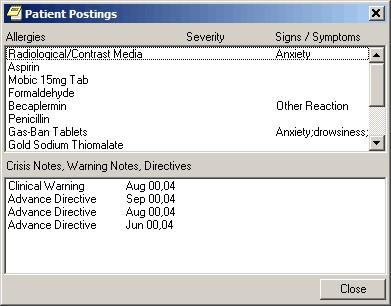 Patient Postings
Allergies Severity Signs / Symptoms
Radiological/Contrast Media Anxiety
Aspirin
Mobic 15mg Tab
Formaldehyde
Becaplermin Other Reaction
Penicillin
Gas-Ban Tablets Anxiety;drowsiness;
Gold Sodium Thiomalate
Crisis Notes, Warning Notes, Directives
Clinical Warning Aug 00,04
Advance Directive Sep 00,04
Advance Directive Aug 00,04
Advance Directive Jun 00,04
Close